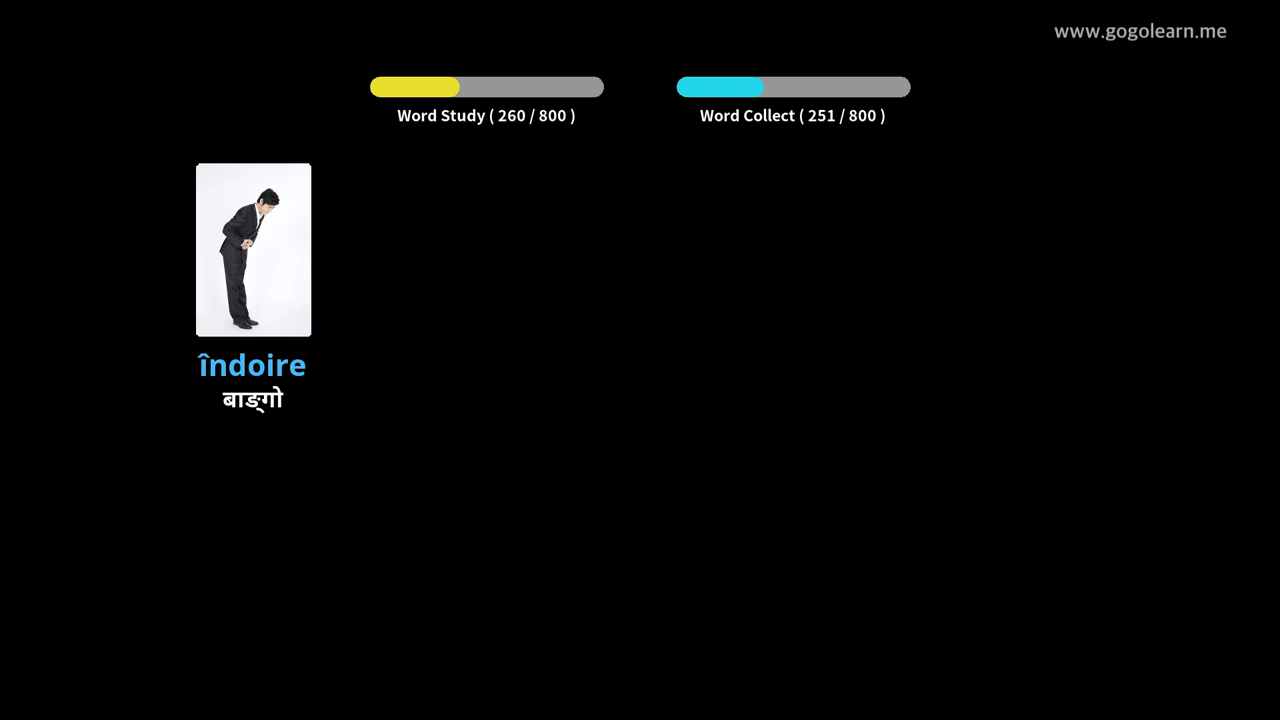 www.gogolearn.me
Word Study ( 260 / 800 )
Word Collect ( 251 / 800 )
îndoire
बाङ्गो